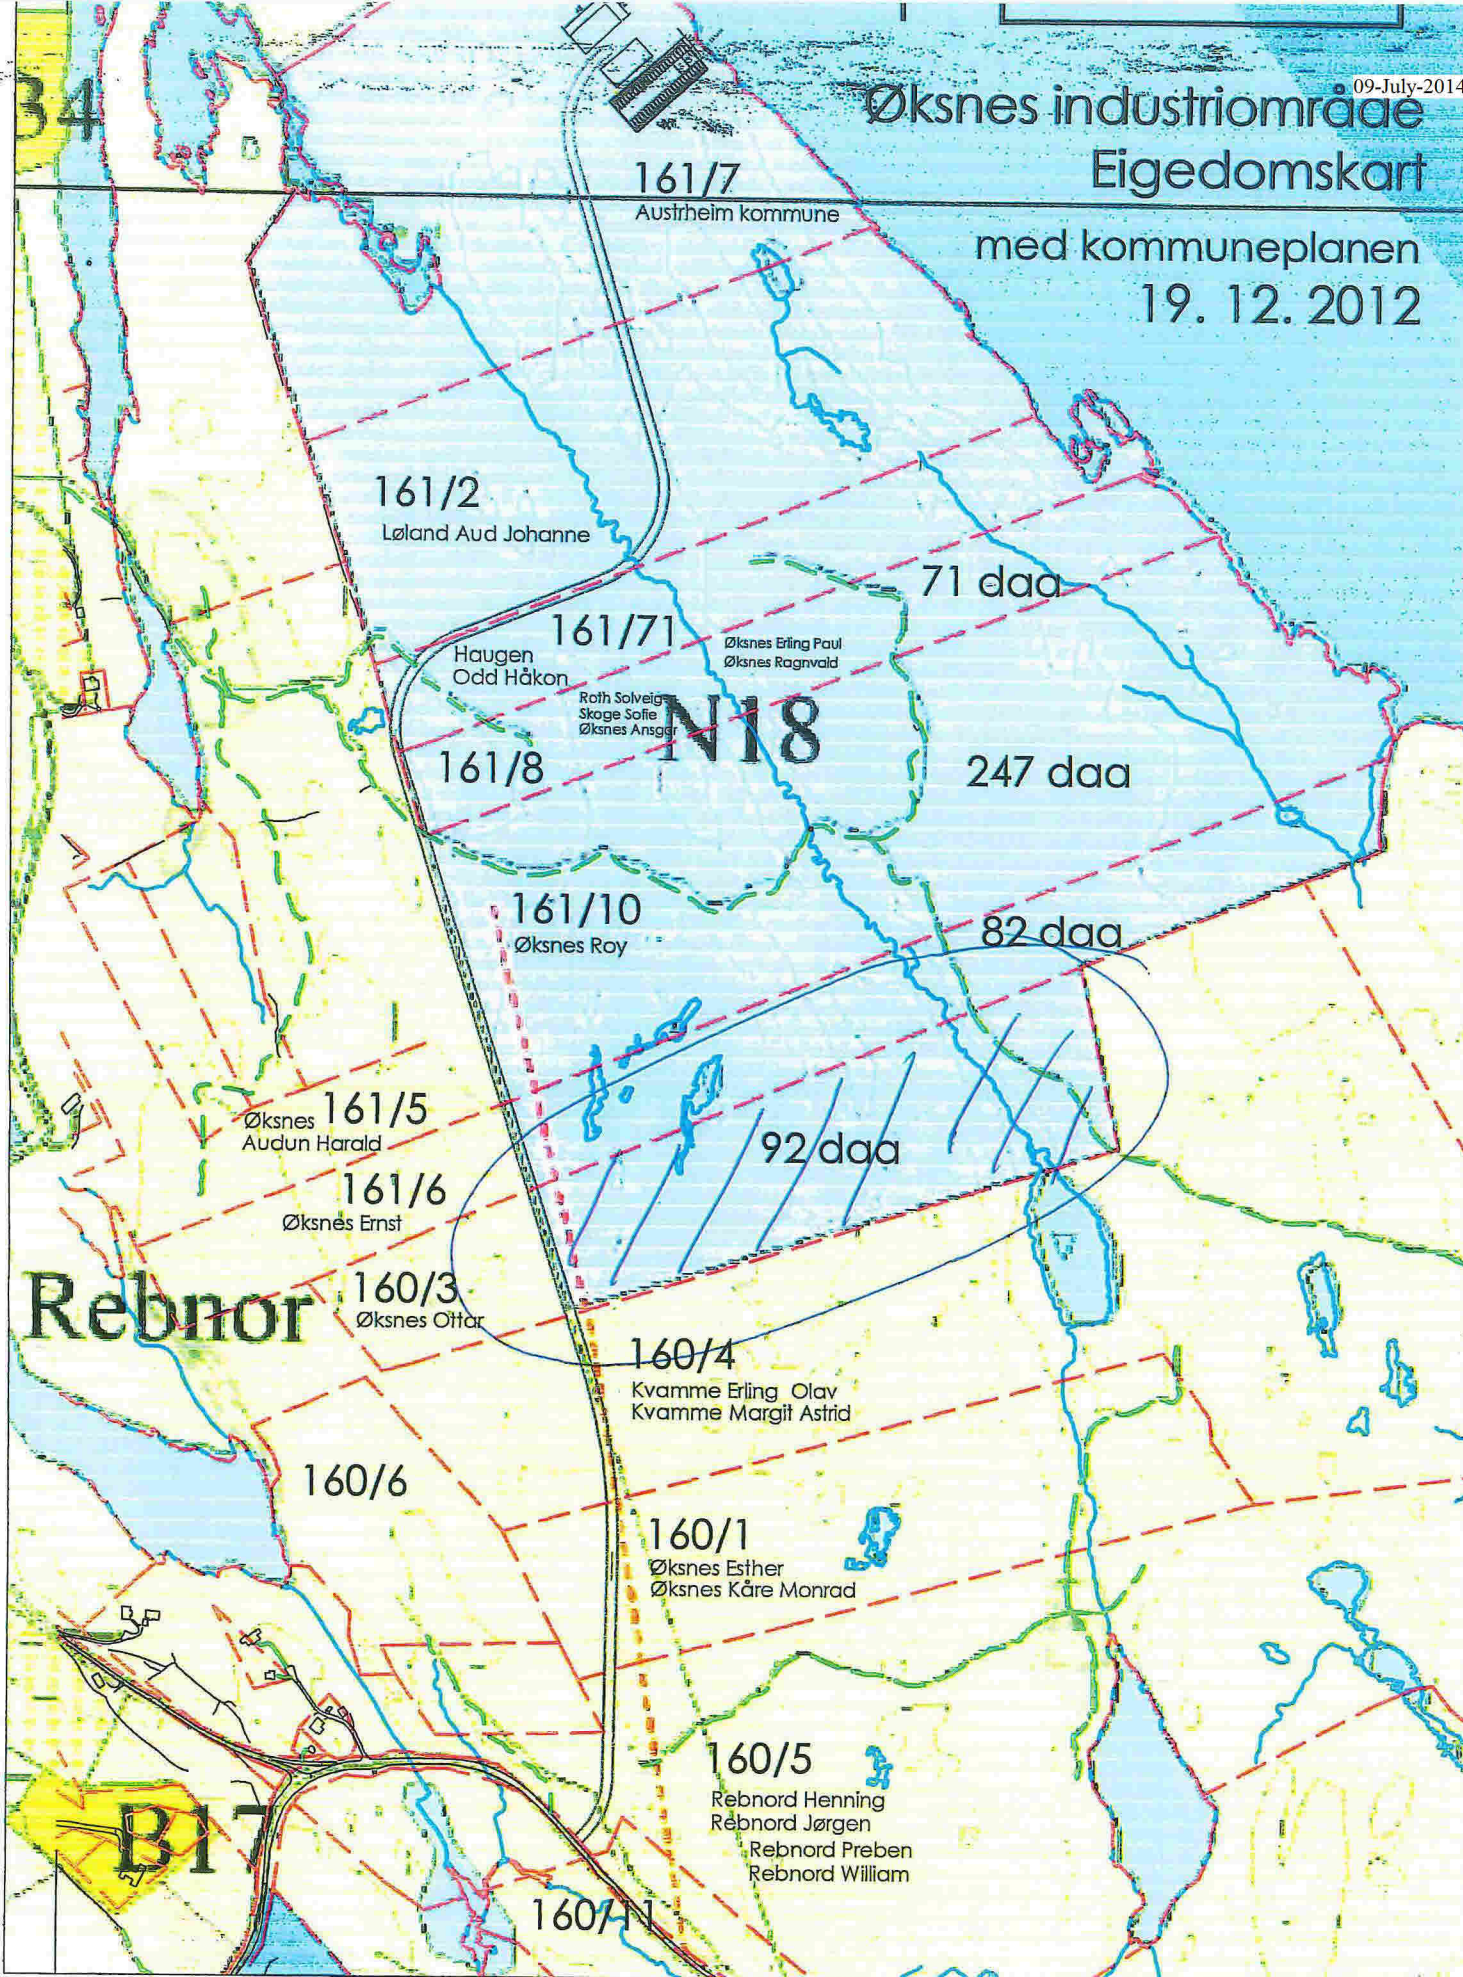 09-July-2014
Øksnes industriområde
Eigedomskart
med kommuneplanen
19. 12. 2012
34
161/7
Austrheim kommune
161/2
Løland Aud Johanne
71 daa
161/71
Haugen
Odd Håkon
Øksnes Erling Paul
Øksnes Ragnvald
Roth Solveig
Skoge Sofie
Øksnes Ansgar
N18
161/8
247 daa
161/10
Øksnes Roy
82 daa
161/5
Øksnes
Audun Harald
92 daa
161/6
Øksnes Ernst
Rebnor
160/3
Øksnes Ottar
160/4
Kvamme Erling Olav
Kvamme Margit Astrid
160/6
160/1
Øksnes Esther
Øksnes Kåre Monrad
160/5
Rebnord Henning
Rebnord Jørgen
Rebnord Preben
Rebnord William
B17
160/11